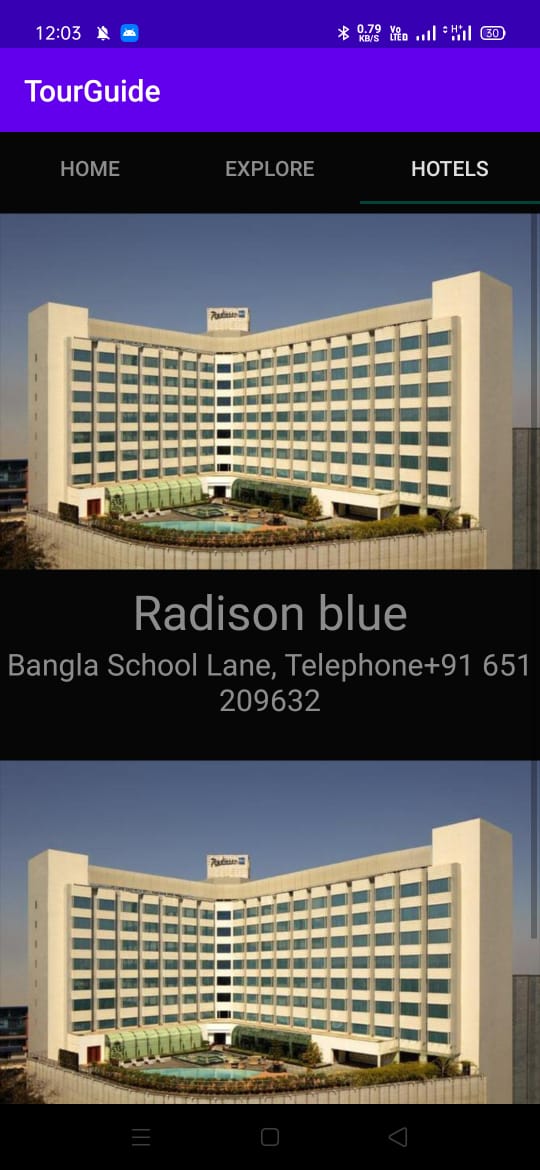 12:03 0.79 KB/S Vo LTED H+ 30
TourGuide
HOME EXPLORE HOTELS
Radisson
Radison blue
Bangla School Lane, Telephone+91 651
209632
Radisson